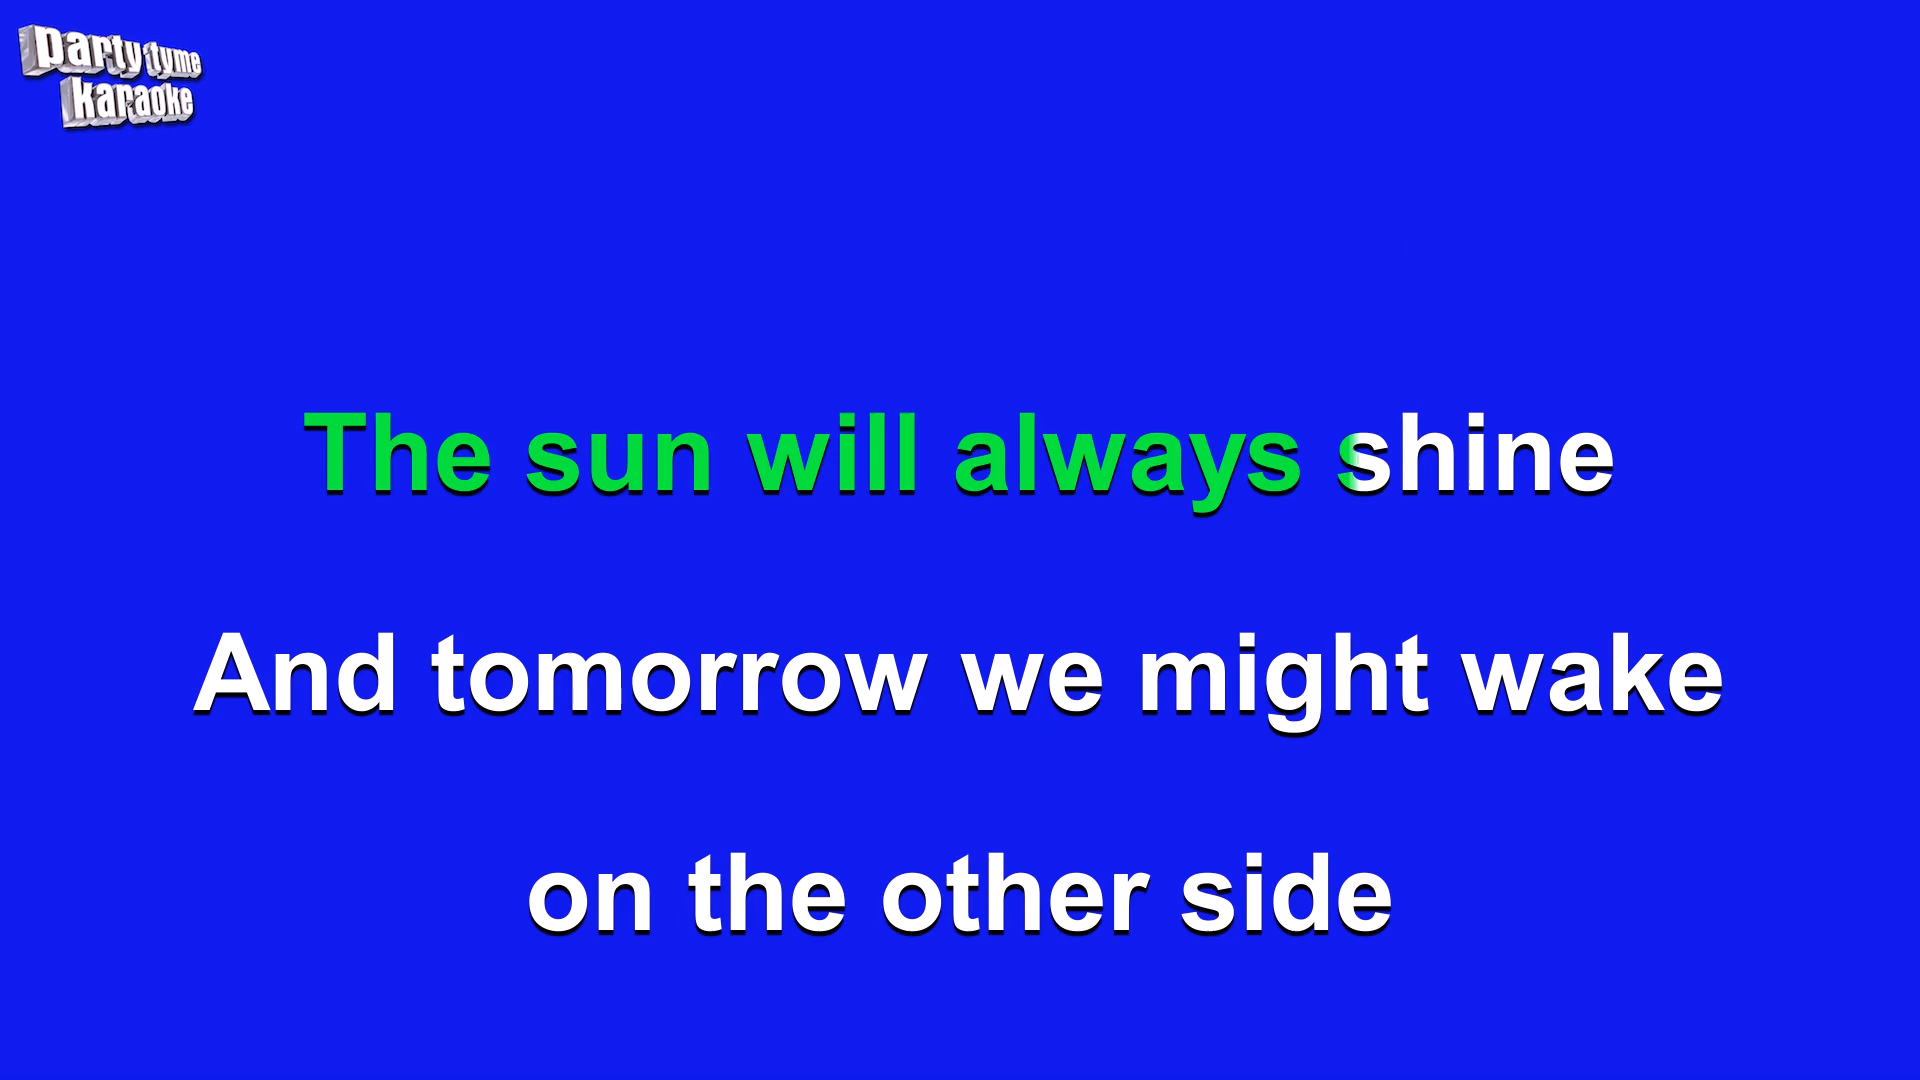 party tyme
karaoke
The sun will always shine
And tomorrow we might wake
on the other side